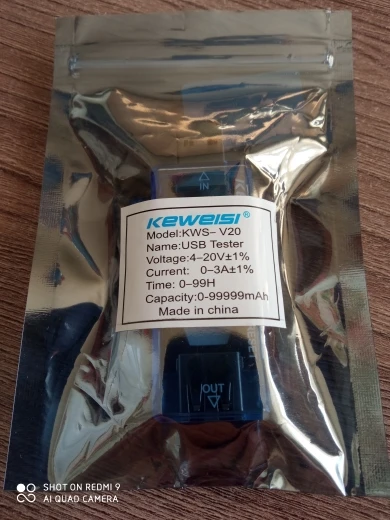 IN
KEWEISI®
Model:KWS– V20
Name:USB Tester
Voltage:4–20V±1%
Current: 0–3A±1%
Time: 0–99H
Capacity:0-99999mAh
Made in china
OUT
SHOT ON REDMI 9
AI QUAD CAMERA